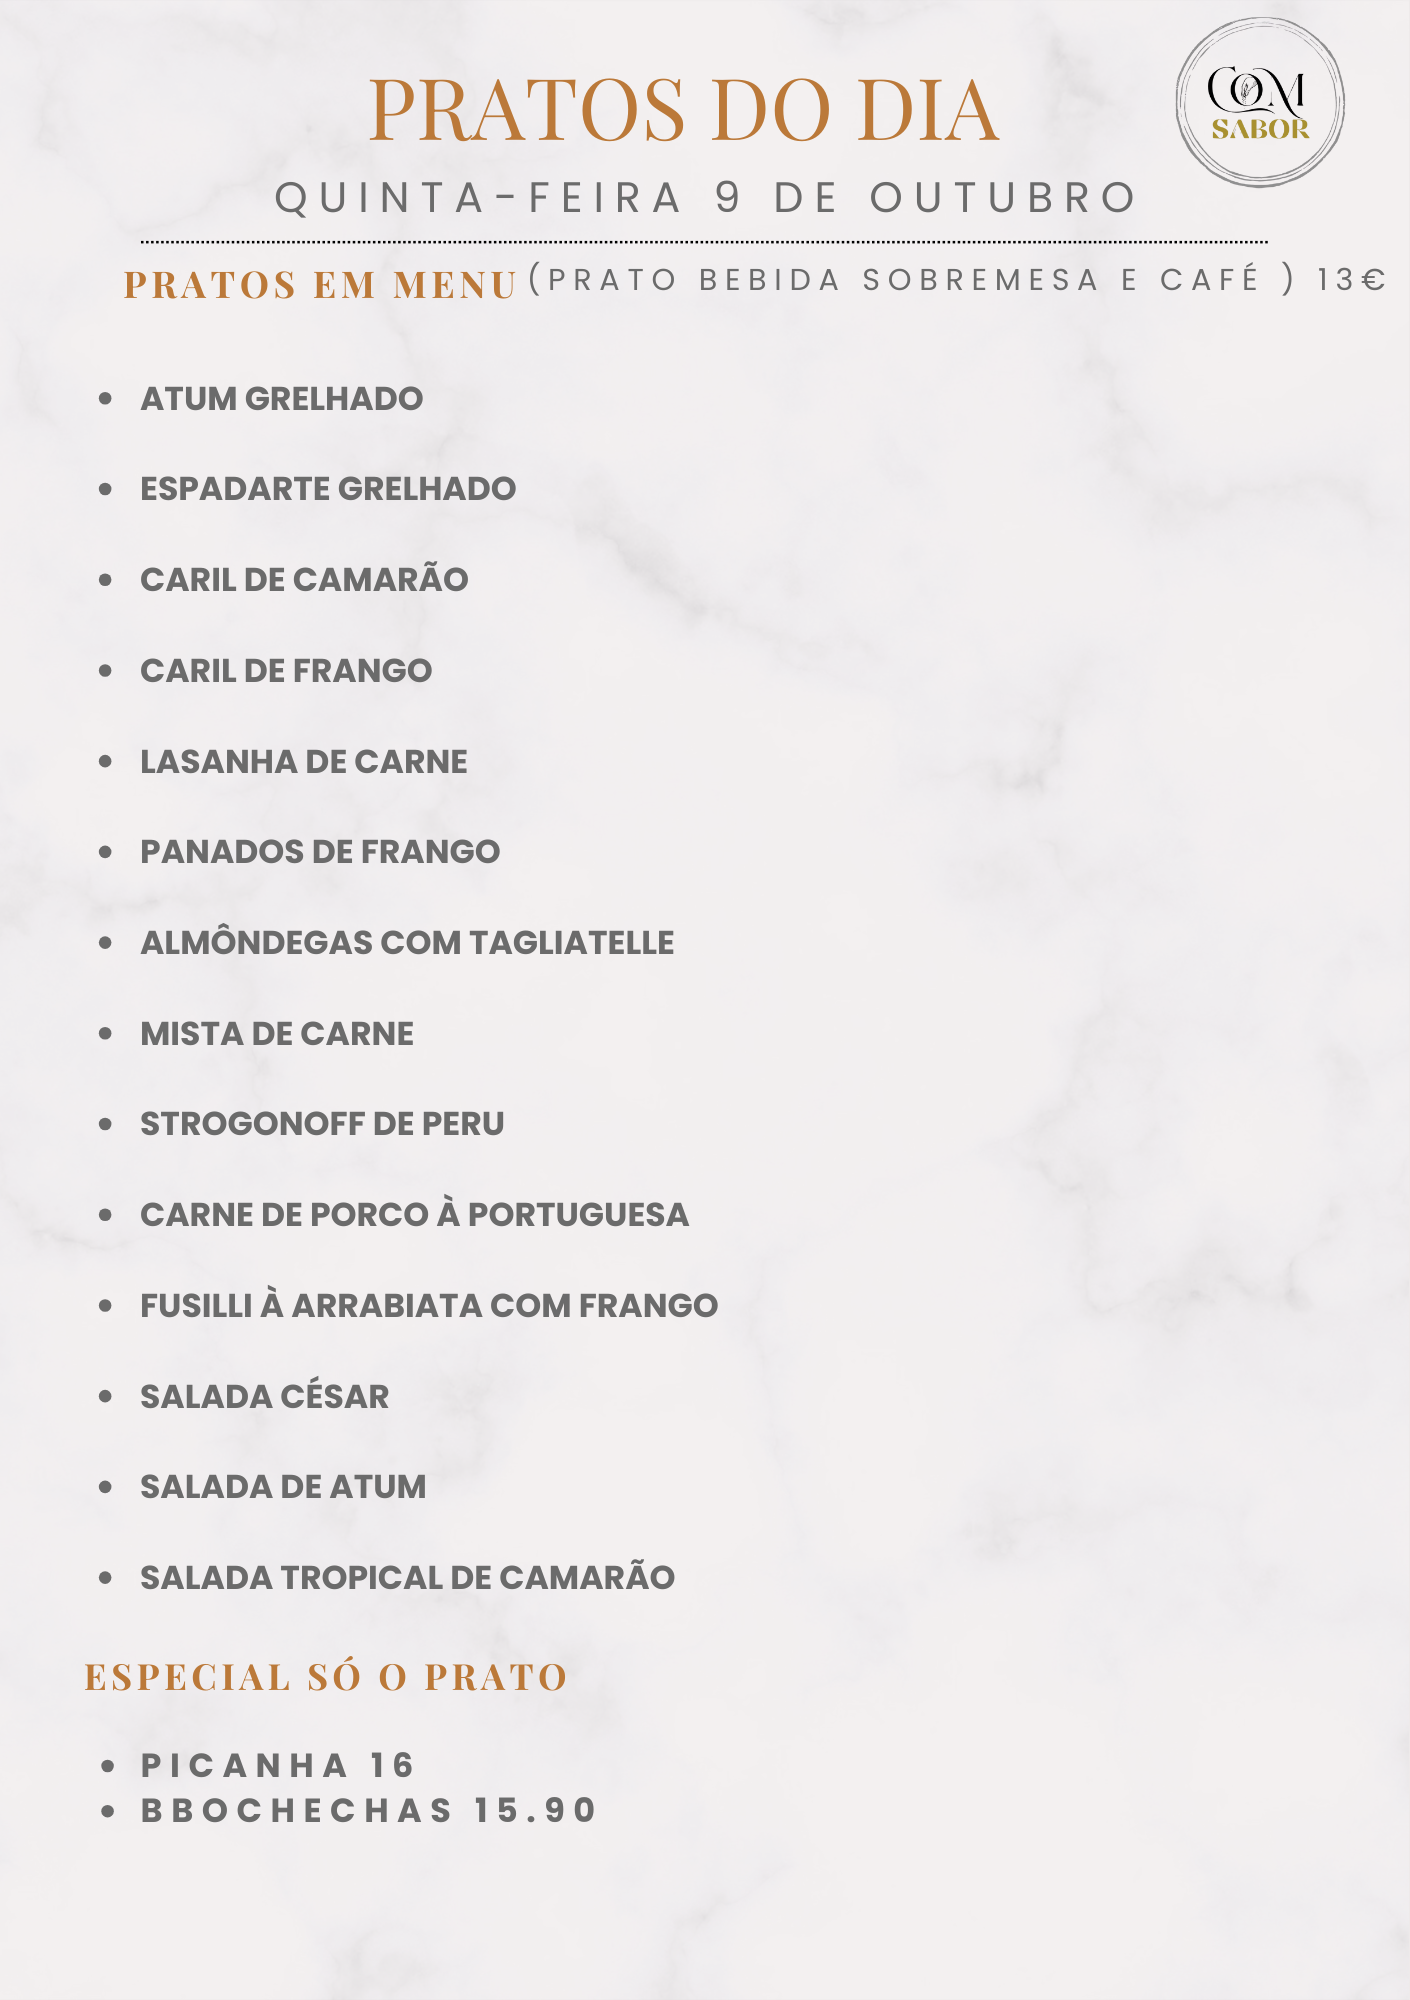 PRATOS DO DIA
COM
SABOR
QUINTA-FEIRA 9 DE OUTUBRO
PRATOS EM MENU (PRATO BEBIDA SOBREMESA E CAFÉ ) 13€
• ATUM GRELHADO
• ESPADARTE GRELHADO
• CARIL DE CAMARÃO
• CARIL DE FRANGO
• LASANHA DE CARNE
• PANADOS DE FRANGO
• ALMÔNDEGAS COM TAGLIATELLE
• MISTA DE CARNE
• STROGONOFF DE PERU
• CARNE DE PORCO À PORTUGUESA
• FUSILLI À ARRABIATA COM FRANGO
• SALADA CÉSAR
• SALADA DE ATUM
• SALADA TROPICAL DE CAMARÃO
ESPECIAL SÓ O PRATO
• PICANHA 16
• BBOCHECHAS 15.90